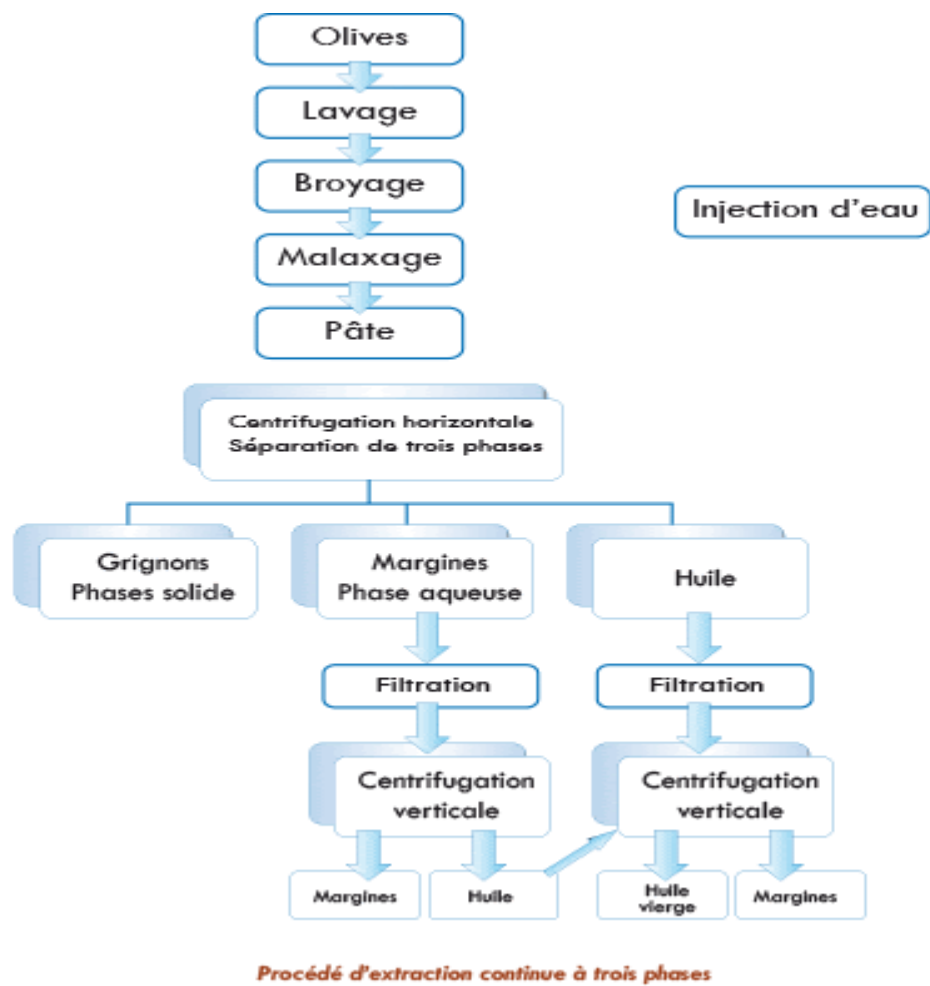 Olives
Lavage
Broyage
Injection d'eau
Malaxage
Pâte
Centrifugation horizontale
Séparation de trois phases
Grignons
Phases solide
Margines
Phase aqueuse
Huile
Filtration
Filtration
Centrifugation
verticale
Centrifugation
verticale
Margines
Huile
Huile
vierge
Margines
Procédé d'extraction continue à trois phases